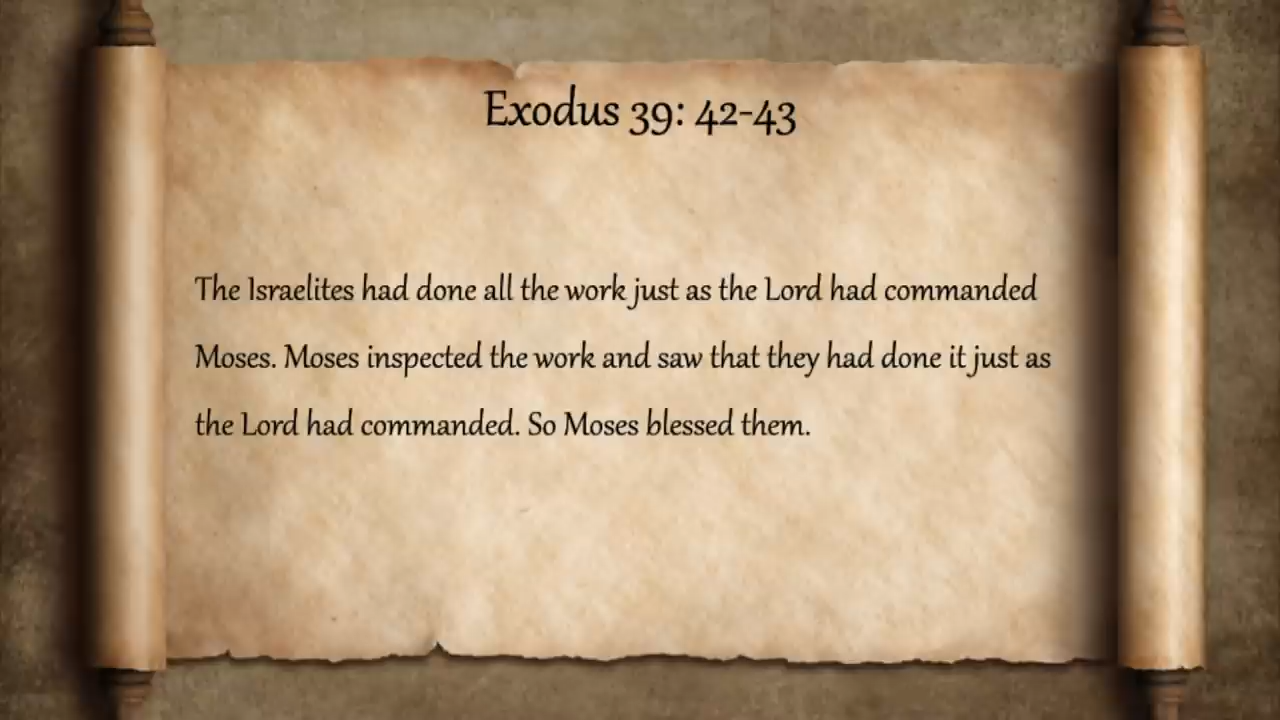 Exodus 39: 42-43
The Israelites had done all the work just as the Lord had commanded
Moses. Moses inspected the work and saw that they had done it just as
the Lord had commanded. So Moses blessed them.